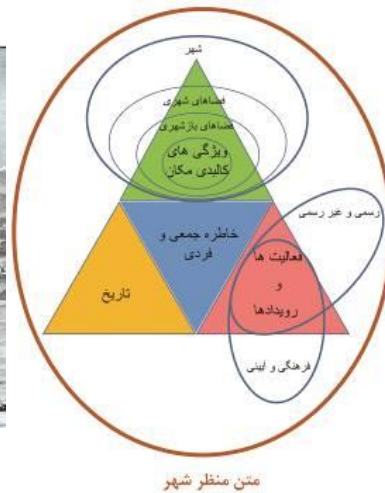 شهر
فضاهای شهری
فضاهای بازشهری
ویژگی های
کالبدی مکان
رسمی و غیر رسمی
خاطره جمعی و
فردی
فعالیت ها
و
رویدادها
تاریخ
فرهنگی و آیینی
متن منظر شهر